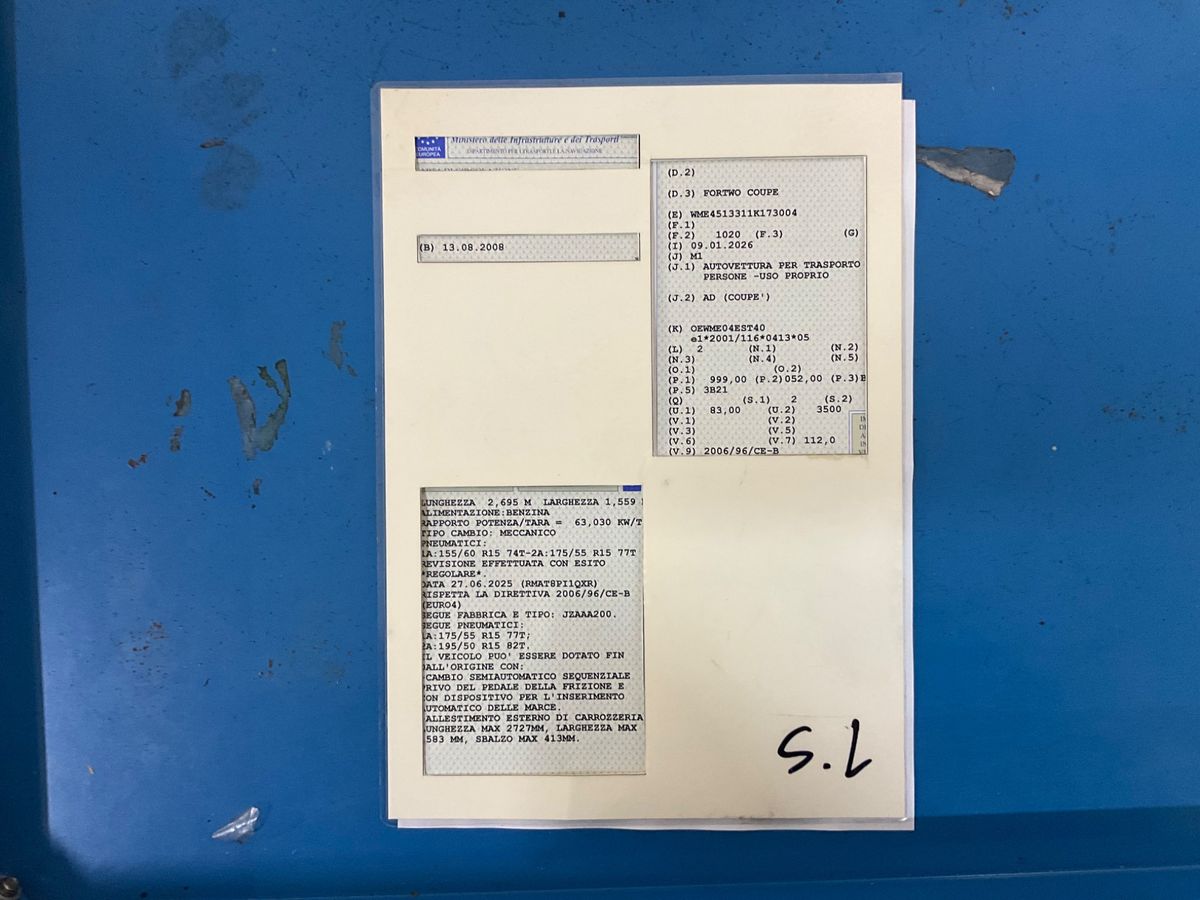 OMUNITÀ
EUROPEA
Ministero delle Infrastrutture e dei Trasporti
DIPARTIMENTO PER I TRASPORTI E LA NAVIGAZIONE
(B) 13.08.2008
(D.2)
(D.3) FORTWO COUPE
(E) WME4513311K173004
(F.1)
(F.2) 1020 (F.3) (G)
(I) 09.01.2026
(J) M1
(J.1) AUTOVETTURA PER TRASPORTO
PERSONE -USO PROPRIO
(J.2) AD (COUPE')
(K) OEWME04EST40
e1*2001/116*0413*05
(L) 2 (N.1) (N.2)
(N.3) (N.4) (N.5)
(O.1) (O.2)
(P.1) 999,00 (P.2)052,00 (P.3)B
(P.5) 3B21
(Q) (S.1) 2 (S.2)
(U.1) 83,00 (U.2) 3500
(V.1) (V.2)
(V.3) (V.5)
(V.6) (V.7) 112,0
(V.9) 2006/96/CE-B
LUNGHEZZA 2,695 M LARGHEZZA 1,559
ALIMENTAZIONE:BENZINA
RAPPORTO POTENZA/TARA = 63,030 KW/T
TIPO CAMBIO: MECCANICO
PNEUMATICI:
1A:155/60 R15 74T-2A:175/55 R15 77T
REVISIONE EFFETTUATA CON ESITO
*REGOLARE*.
DATA 27.06.2025 (RMAT8PI1QXR)
RISPETTA LA DIRETTIVA 2006/96/CE-B
(EURO4)
SEGUE FABBRICA E TIPO: JZAAA200.
SEGUE PNEUMATICI:
1A:175/55 R15 77T;
2A:195/50 R15 82T.
IL VEICOLO PUO' ESSERE DOTATO FIN
DALL'ORIGINE CON:
-CAMBIO SEMIAUTOMATICO SEQUENZIALE
PRIVO DEL PEDALE DELLA FRIZIONE E
CON DISPOSITIVO PER L'INSERIMENTO
AUTOMATICO DELLE MARCE.
ALLESTIMENTO ESTERNO DI CARROZZERIA
LUNGHEZZA MAX 2727MM, LARGHEZZA MAX
583 MM, SBALZO MAX 413MM.